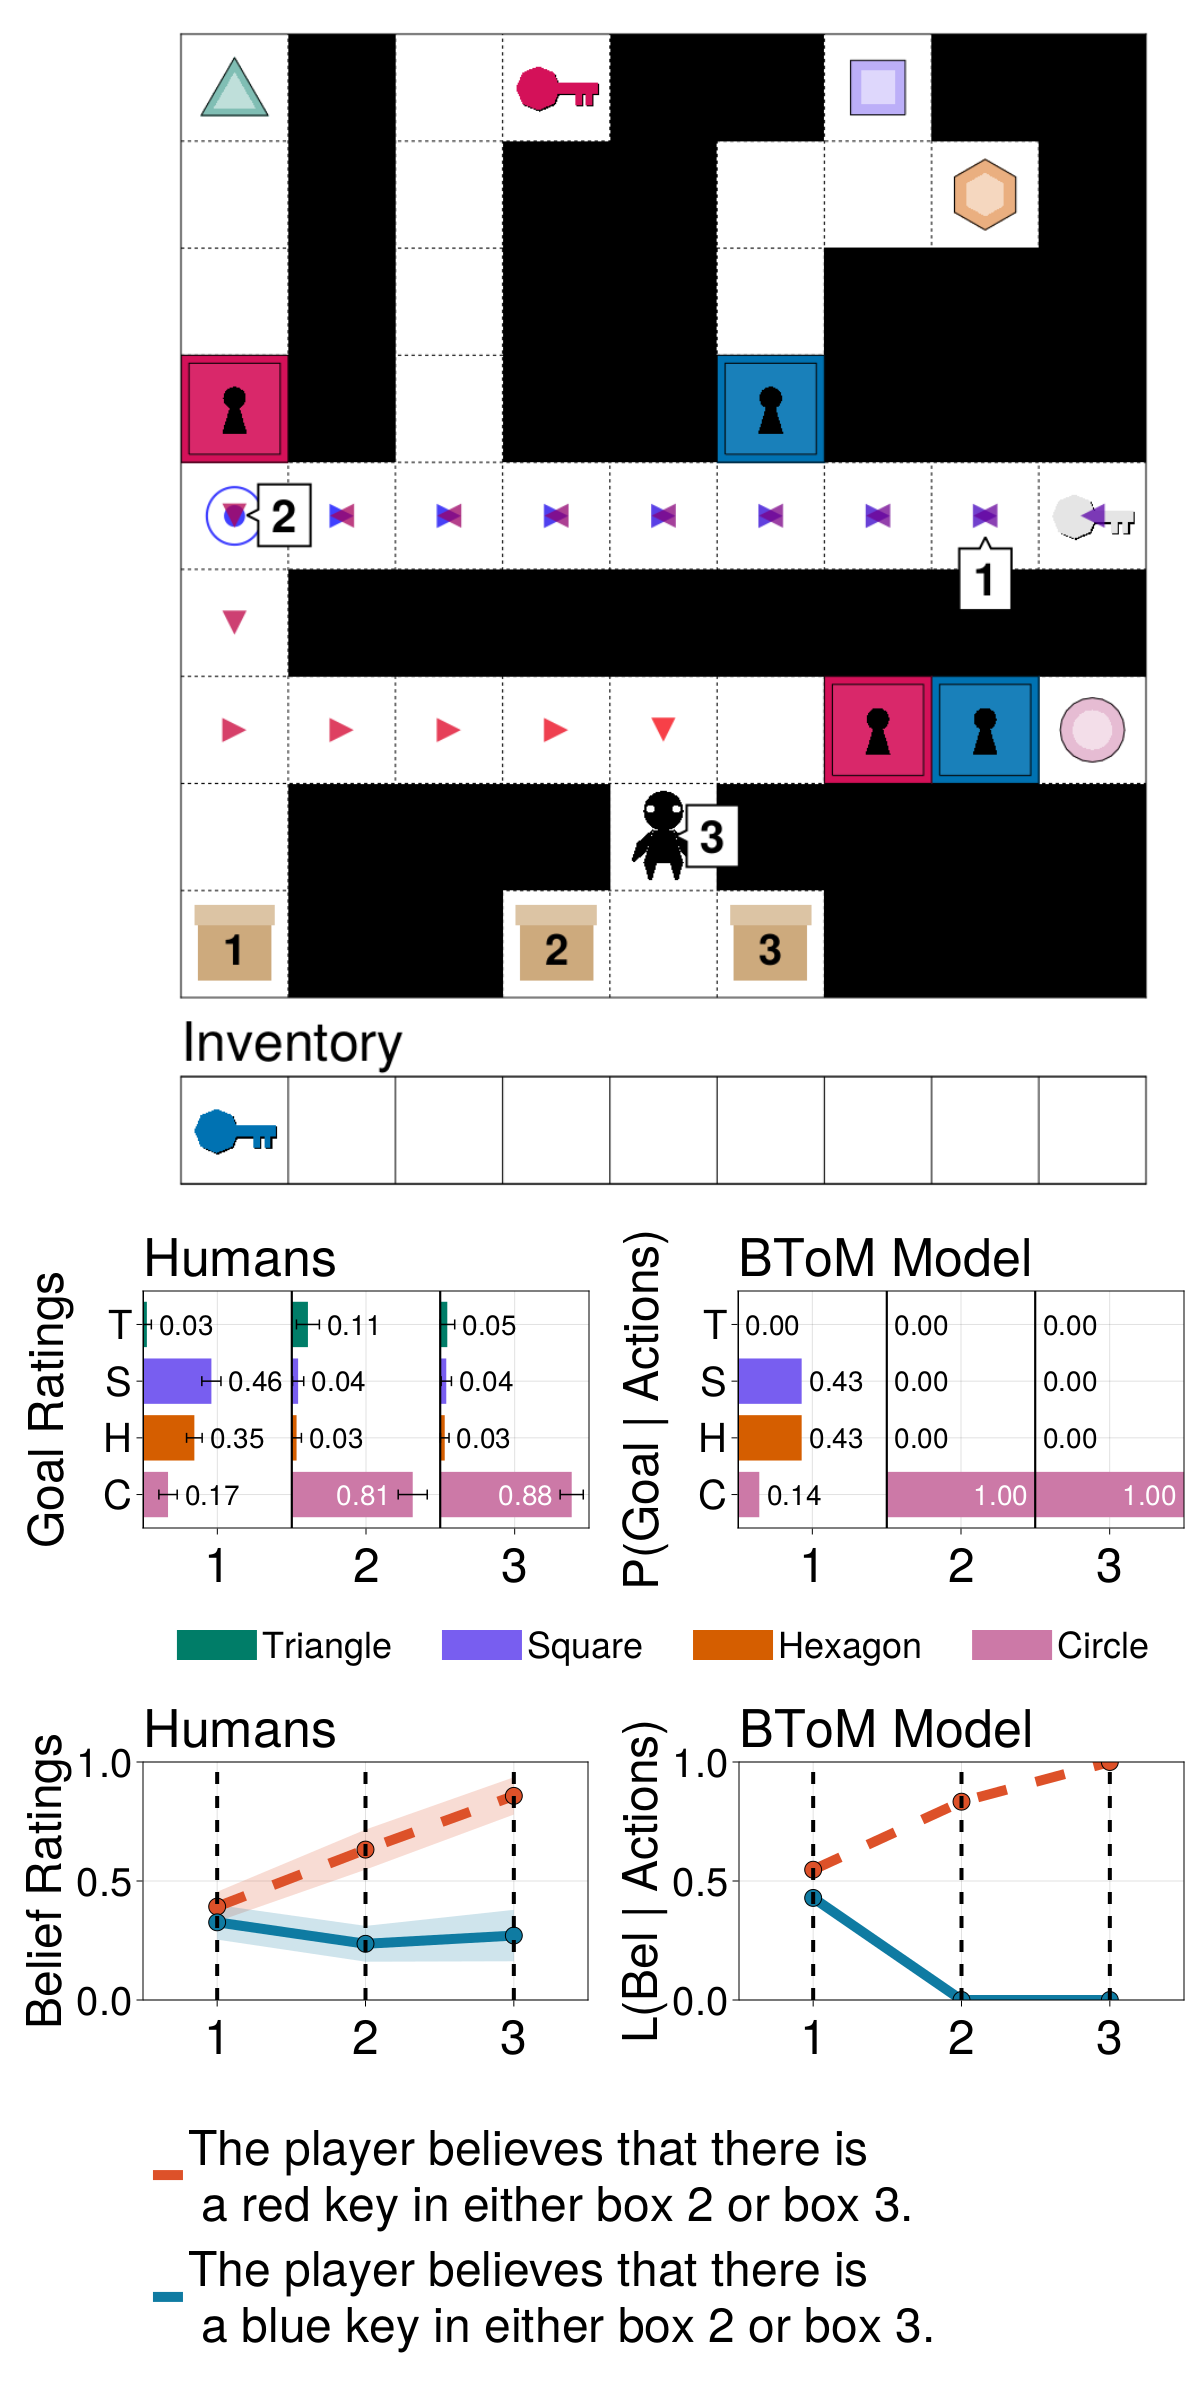 2
1
3
1
2
3
Inventory
Humans
BToM Model
Goal Ratings
T 0.03 0.11 0.05
S 0.46 0.04 0.04
H 0.35 0.03 0.03
C 0.17 0.81 0.88
1 2 3
P(Goal | Actions)
T 0.00 0.00 0.00
S 0.43 0.00 0.00
H 0.43 0.00 0.00
C 0.14 1.00 1.00
1 2 3
Triangle Square Hexagon Circle
Humans
BToM Model
Belief Ratings
1.0
0.5
0.0
1 2 3
L(Bel | Actions)
1.0
0.5
0.0
1 2 3
The player believes that there is
a red key in either box 2 or box 3.
The player believes that there is
a blue key in either box 2 or box 3.